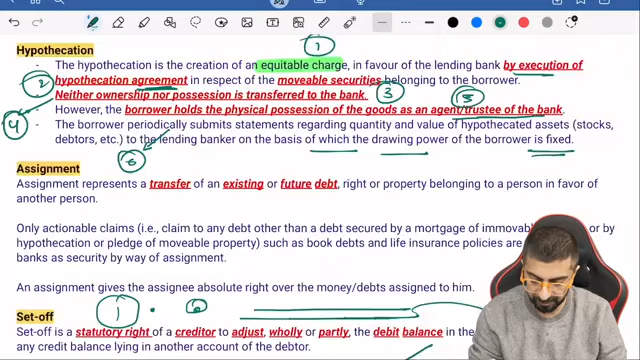 1
Hypothecation
- The hypothecation is the creation of an equitable charge, in favour of the lending bank by execution of
2 hypothecation agreement in respect of the moveable securities belonging to the borrower.
Neither ownership nor possession is transferred to the bank. 3
- However, the borrower holds the physical possession of the goods as an agent/trustee of the bank.
4
- The borrower periodically submits statements regarding quantity and value of hypothecated assets (stocks,
debtors, etc.) to the lending banker on the basis of which the drawing power of the borrower is fixed.
Assignment
Assignment represents a transfer of an existing or future debt, right or property belonging to a person in favor of
another person.
Only actionable claims (i.e., claim to any debt other than a debt secured by a mortgage of immovab or by
hypothecation or pledge of moveable property) such as book debts and life insurance policies are
banks as security by way of assignment.
An assignment gives the assignee absolute right over the money/debts assigned to him.
1
Set-off
Set-off is a statutory right of a creditor to adjust, wholly or partly, the debit balance in the
any credit balance lying in another account of the debtor.